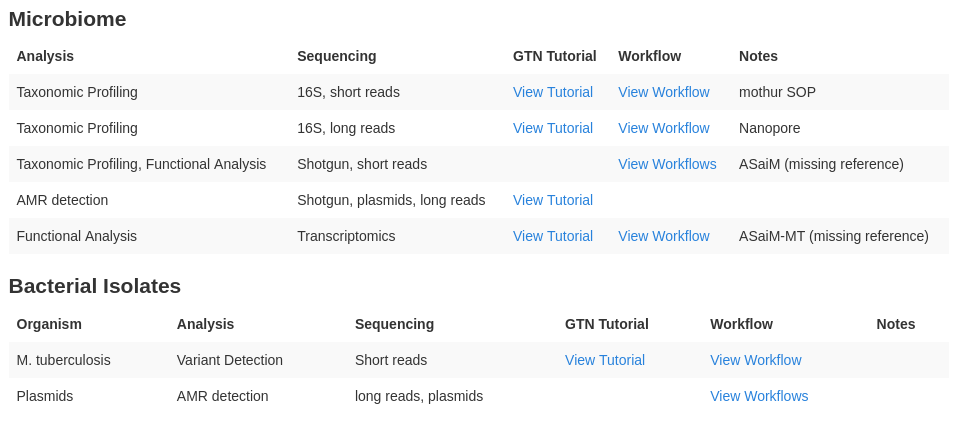 Microbiome
Analysis Sequencing GTN Tutorial Workflow Notes
Taxonomic Profiling 16S, short reads View Tutorial View Workflow mothur SOP
Taxonomic Profiling 16S, long reads View Tutorial View Workflow Nanopore
Taxonomic Profiling, Functional Analysis Shotgun, short reads View Workflows ASaiM (missing reference)
AMR detection Shotgun, plasmids, long reads View Tutorial
Functional Analysis Transcriptomics View Tutorial View Workflow ASaiM-MT (missing reference)
Bacterial Isolates
Organism Analysis Sequencing GTN Tutorial Workflow Notes
M. tuberculosis Variant Detection Short reads View Tutorial View Workflow
Plasmids AMR detection long reads, plasmids View Workflows